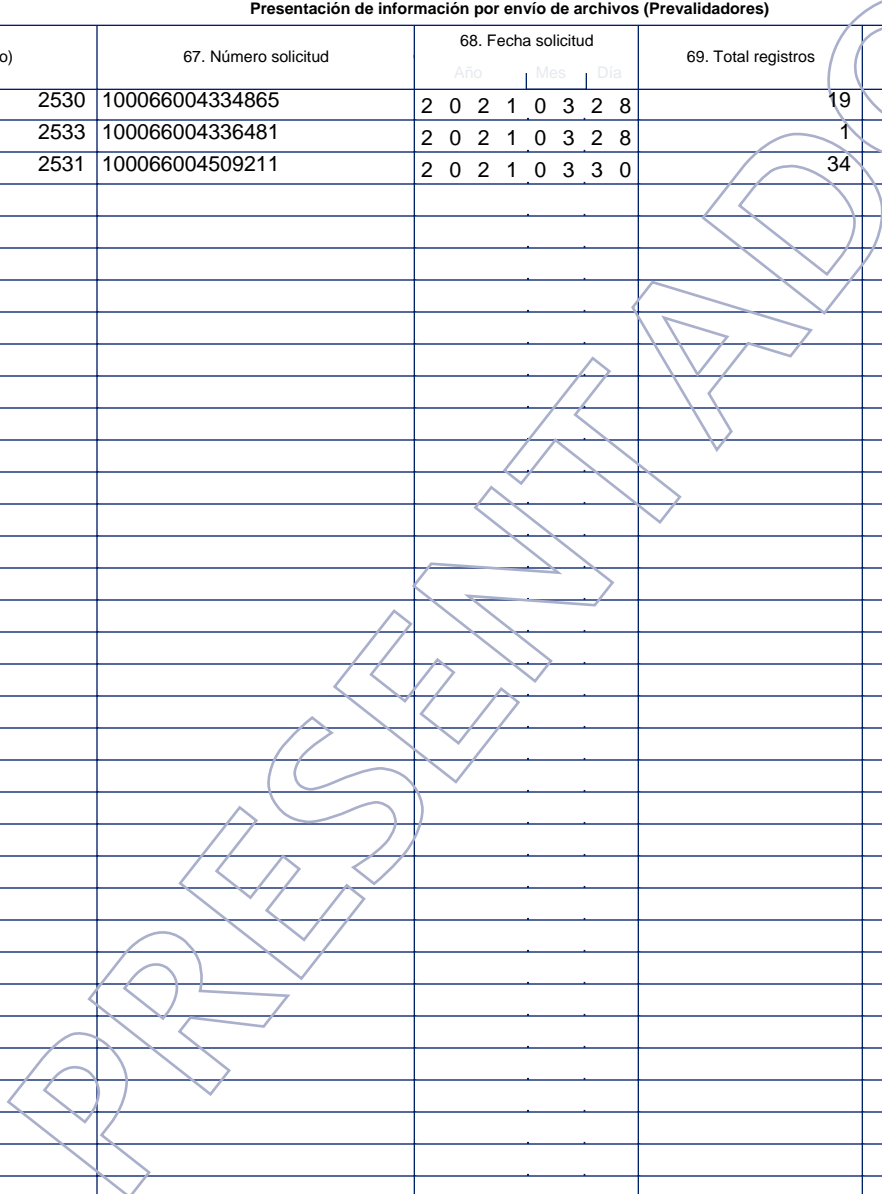 Presentación de información por envío de archivos (Prevalidadores)
o) 67. Número solicitud 68. Fecha solicitud 69. Total registros
Año Mes Día
2530 100066004334865 2 0 2 1 0 3 2 8 19
2533 100066004336481 2 0 2 1 0 3 2 8 1
2531 100066004509211 2 0 2 1 0 3 3 0 34
PRESENTADO